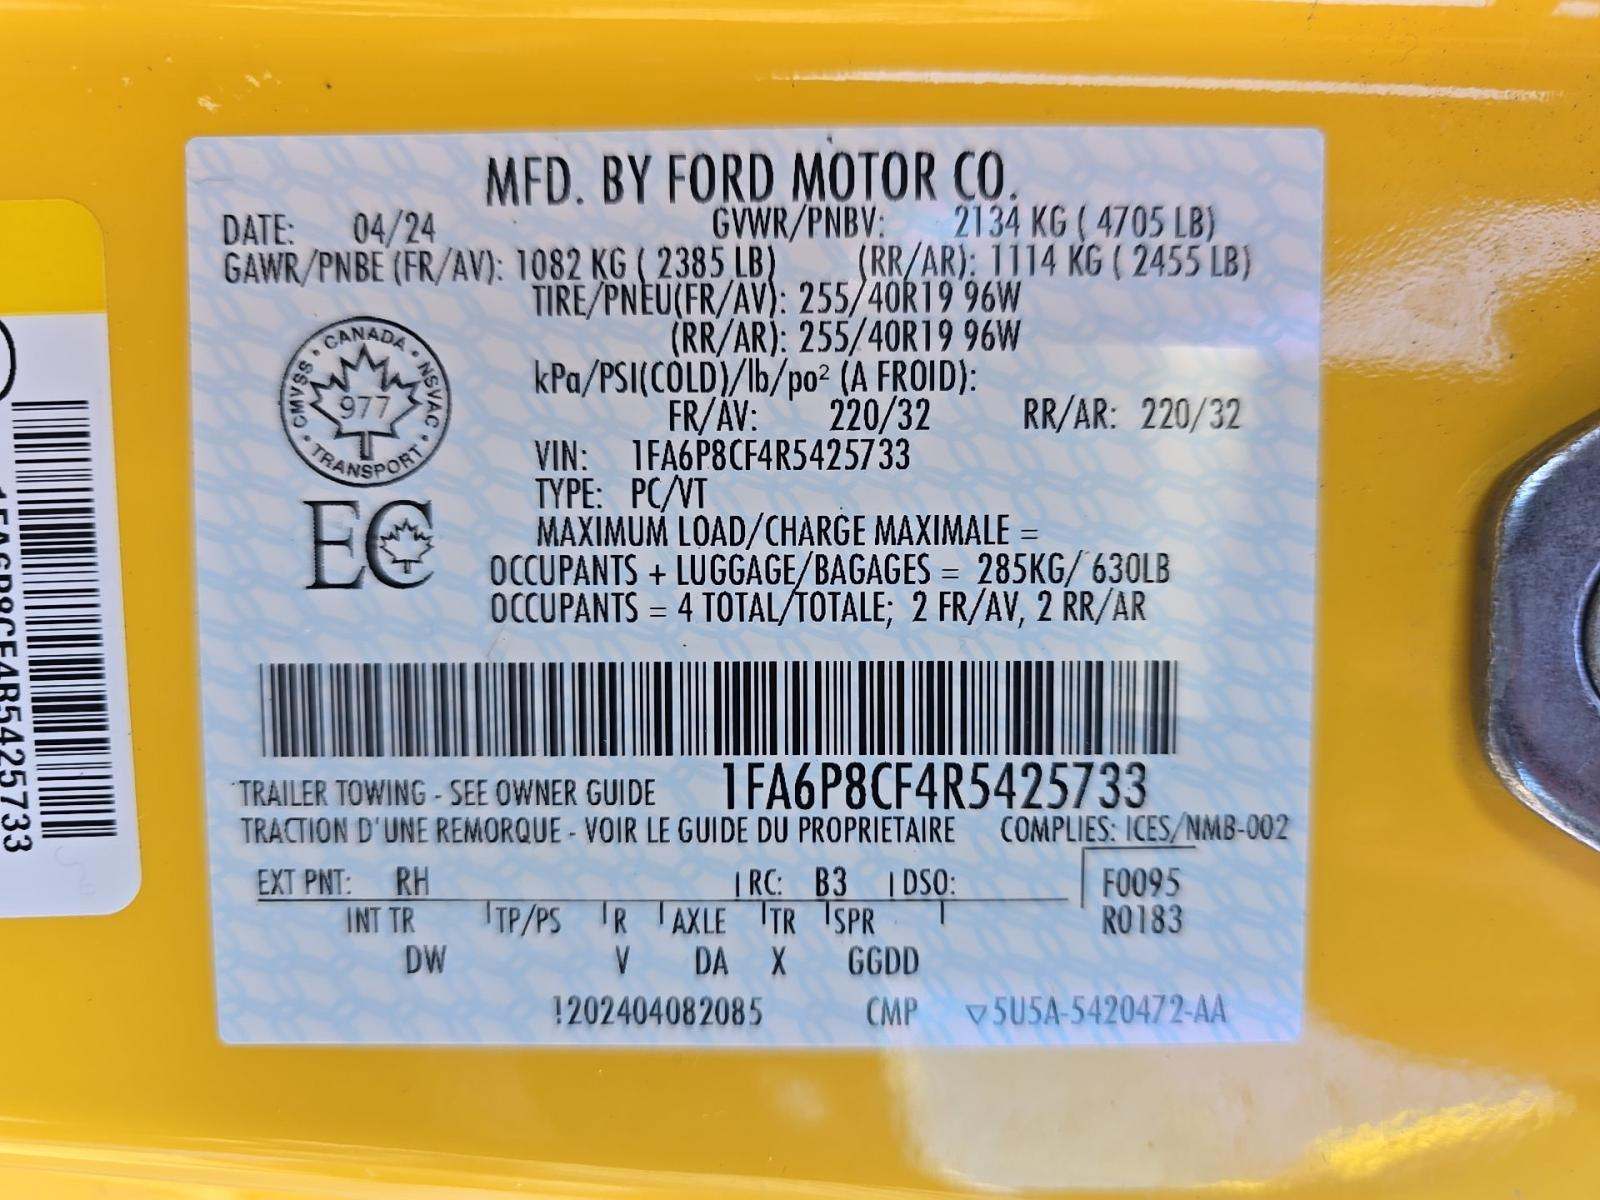 MFD. BY FORD MOTOR CO.
DATE: 04/24 GVWR/PNBV: 2134 KG ( 4705 LB)
GAWR/PNBE (FR/AV): 1082 KG ( 2385 LB) (RR/AR): 1114 KG ( 2455 LB)
TIRE/PNEU(FR/AV): 255/40R19 96W
(RR/AR): 255/40R19 96W
kPa/PSI(COLD)/lb/po² (A FROID):
FR/AV: 220/32 RR/AR: 220/32
CANADA • NSVAC • TRANSPORT • CMVSS •
977
VIN: 1FA6P8CF4R5425733
TYPE: PC/VT
EC
MAXIMUM LOAD/CHARGE MAXIMALE =
OCCUPANTS + LUGGAGE/BAGAGES = 285KG/ 630LB
OCCUPANTS = 4 TOTAL/TOTALE; 2 FR/AV, 2 RR/AR
TRAILER TOWING - SEE OWNER GUIDE 1FA6P8CF4R5425733
TRACTION D'UNE REMORQUE - VOIR LE GUIDE DU PROPRIETAIRE COMPLIES: ICES/NMB-002
EXT PNT: RH RC: B3 DSO: F0095
INT TR TP/PS R AXLE TR SPR R0183
DW V DA X GGDD
!202404082085 CMP ▽5U5A-5420472-AA
1FA6P8CF4R5425733